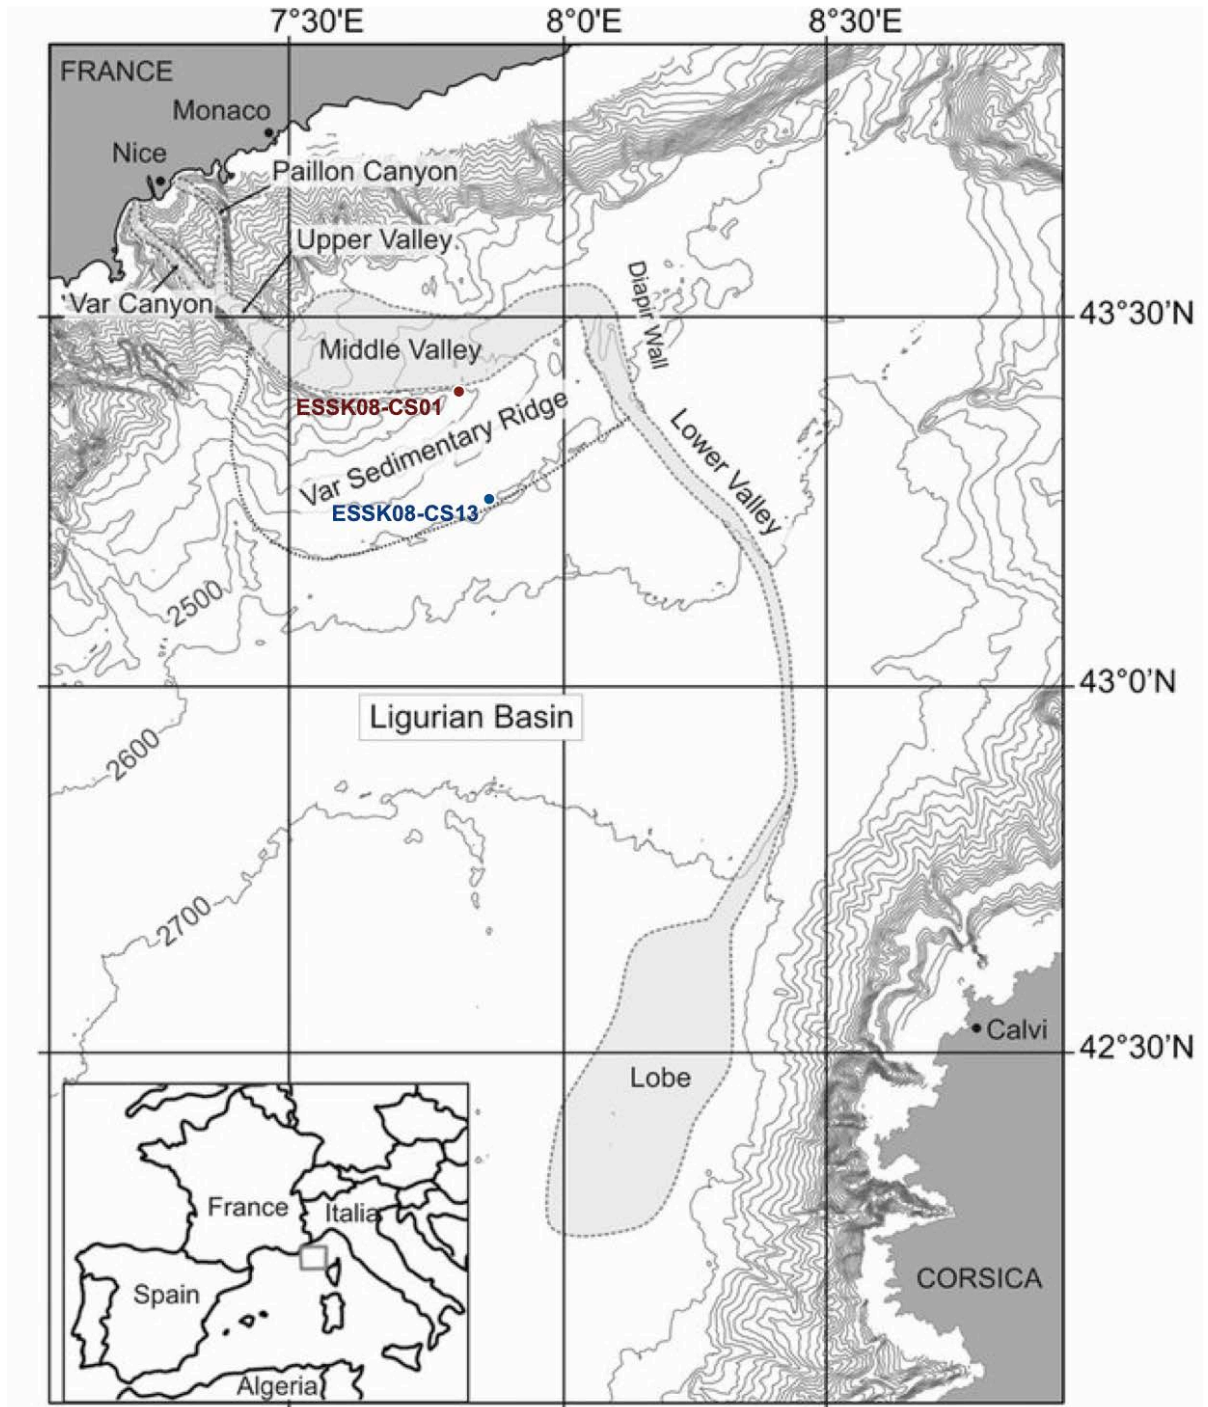 7°30'E
8°0'E
8°30'E
FRANCE
Monaco
Nice
Paillon Canyon
Upper Valley
Var Canyon
Diapir Wall
43°30'N
Middle Valley
ESSK08-CS01
Var Sedimentary Ridge
Lower Valley
ESSK08-CS13
2500
43°0'N
Ligurian Basin
2600
2700
Calvi
42°30'N
Lobe
France
Italia
CORSICA
Spain
Algeria